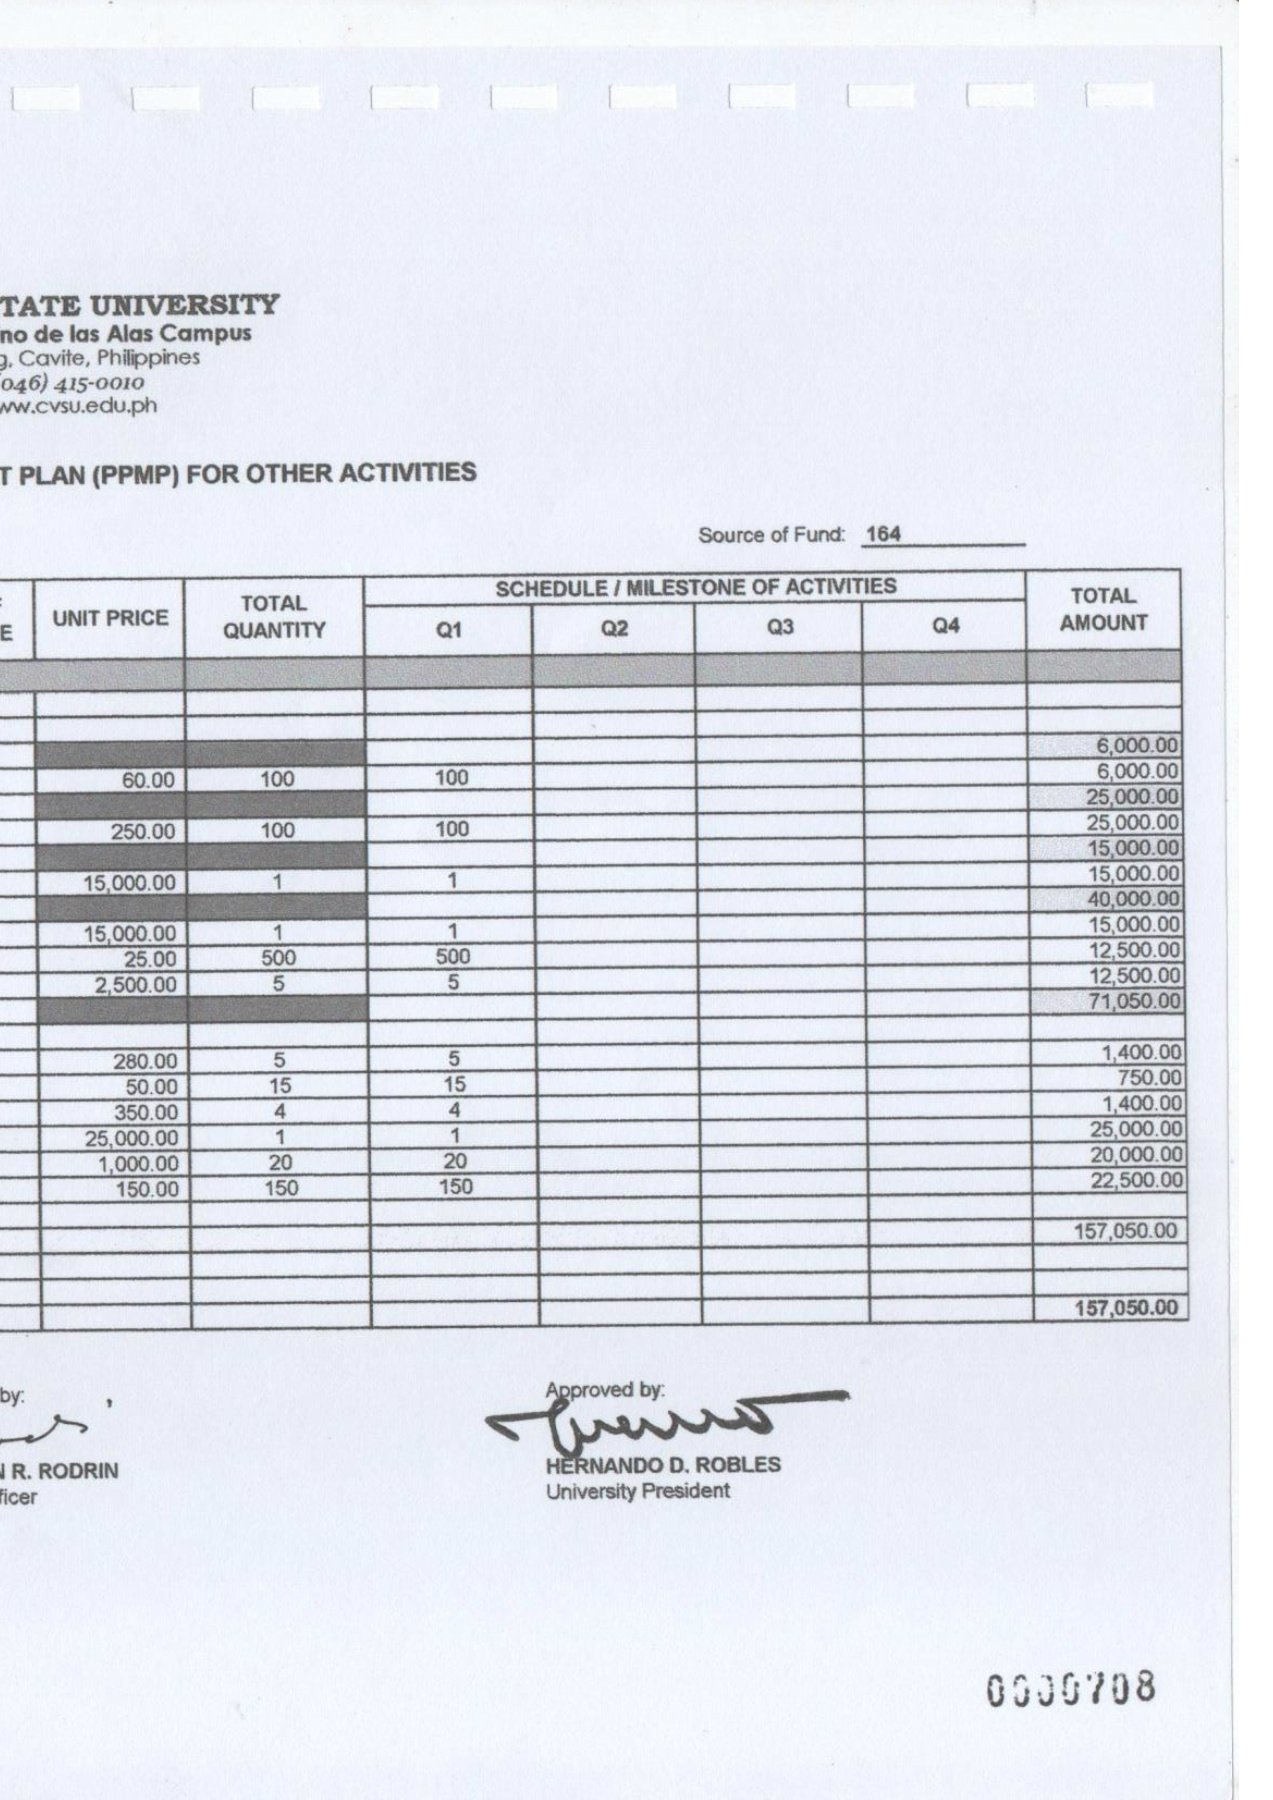 TATE UNIVERSITY
no de las Alas Campus
g, Cavite, Philippines
046) 415-0010
ww.cvsu.edu.ph
T PLAN (PPMP) FOR OTHER ACTIVITIES
Source of Fund: 164
E UNIT PRICE TOTAL QUANTITY SCHEDULE / MILESTONE OF ACTIVITIES TOTAL AMOUNT
Q1 Q2 Q3 Q4
6,000.00
60.00 100 100 6,000.00
25,000.00
250.00 100 100 25,000.00
15,000.00
15,000.00 1 1 15,000.00
40,000.00
15,000.00 1 1 15,000.00
25.00 500 500 12,500.00
2,500.00 5 5 12,500.00
71,050.00
280.00 5 5 1,400.00
50.00 15 15 750.00
350.00 4 4 1,400.00
25,000.00 1 1 25,000.00
1,000.00 20 20 20,000.00
150.00 150 150 22,500.00
157,050.00
157,050.00
by:
N R. RODRIN
ficer
Approved by:
HERNANDO D. ROBLES
University President